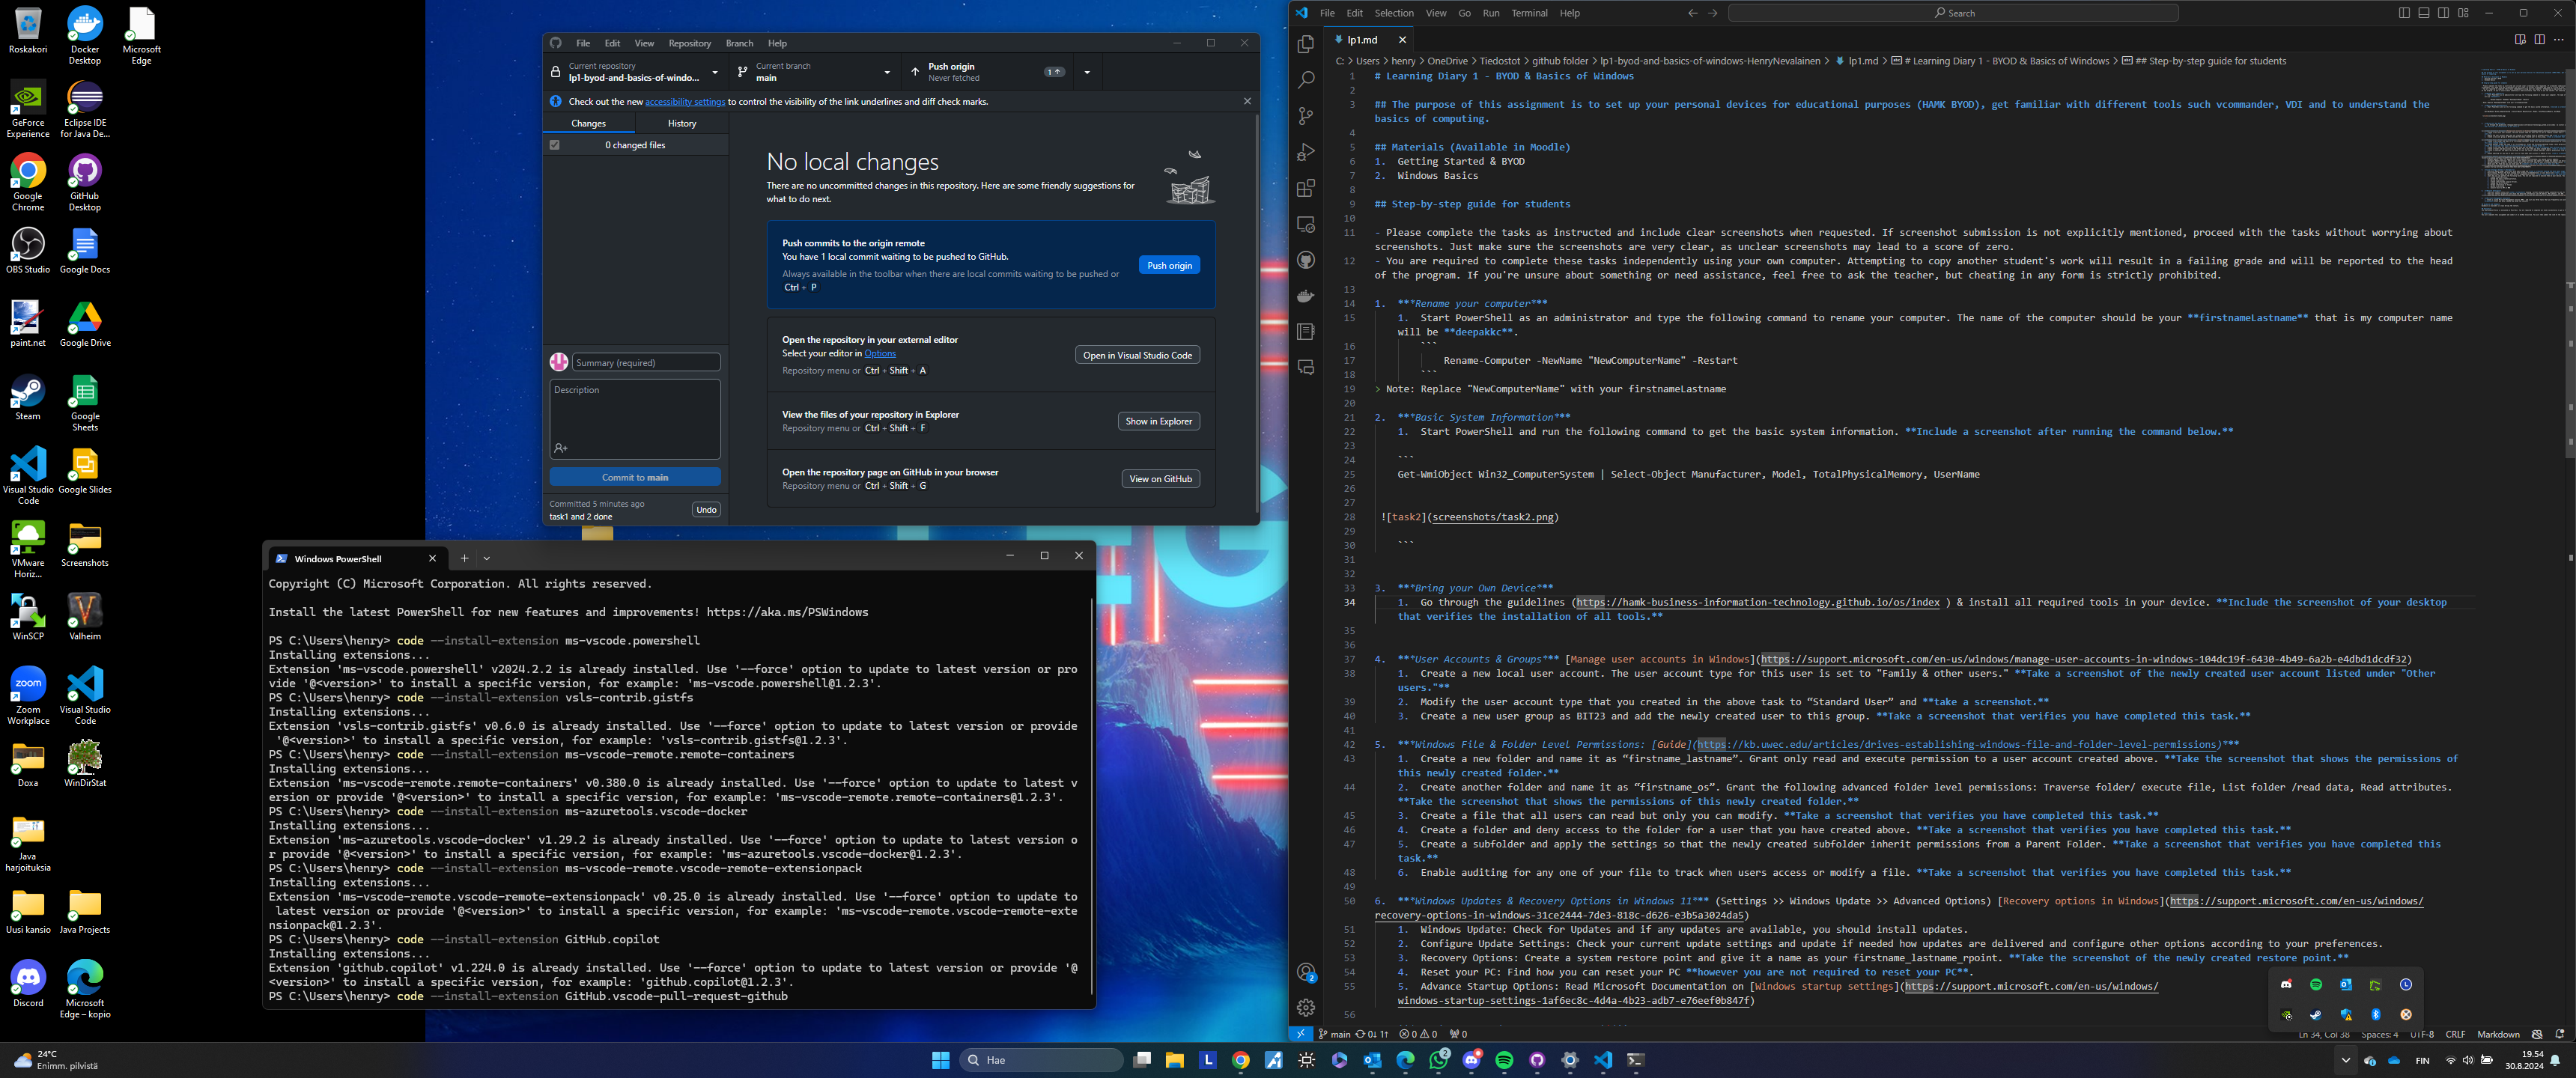 Roskakori
Docker Desktop
Microsoft Edge
GeForce Experience
Eclipse IDE for Java De...
Google Chrome
GitHub Desktop
OBS Studio
Google Docs
paint.net
Google Drive
Steam
Google Sheets
Visual Studio Code
Google Slides
VMware Horiz...
Screenshots
WinSCP
Valheim
Zoom Workplace
Visual Studio Code
Doxa
WinDirStat
Java harjoituksia
Uusi kansio
Java Projects
Discord
Microsoft Edge – kopio
File Edit View Repository Branch Help
Current repository
lp1-byod-and-basics-of-windo...
Current branch
main
Push origin
Never fetched
1
Check out the new accessibility settings to control the visibility of the link underlines and diff check marks.
Changes
History
0 changed files
No local changes
There are no uncommitted changes in this repository. Here are some friendly suggestions for
what to do next.
Push commits to the origin remote
You have 1 local commit waiting to be pushed to GitHub.
Always available in the toolbar when there are local commits waiting to be pushed or
Ctrl + P
Push origin
Open the repository in your external editor
Select your editor in Options
Repository menu or Ctrl + Shift + A
Open in Visual Studio Code
View the files of your repository in Explorer
Repository menu or Ctrl + Shift + F
Show in Explorer
Open the repository page on GitHub in your browser
Repository menu or Ctrl + Shift + G
View on GitHub
Summary (required)
Description
Commit to main
Committed 5 minutes ago
task1 and 2 done
Undo
Windows PowerShell
Copyright (C) Microsoft Corporation. All rights reserved.
Install the latest PowerShell for new features and improvements! https://aka.ms/PSWindows
PS C:\Users\henry> code --install-extension ms-vscode.powershell
Installing extensions...
Extension 'ms-vscode.powershell' v2024.2.2 is already installed. Use '--force' option to update to latest version or pro
vide '@<version>' to install a specific version, for example: 'ms-vscode.powershell@1.2.3'.
PS C:\Users\henry> code --install-extension vsls-contrib.gistfs
Installing extensions...
Extension 'vsls-contrib.gistfs' v0.6.0 is already installed. Use '--force' option to update to latest version or provide
'@<version>' to install a specific version, for example: 'vsls-contrib.gistfs@1.2.3'.
PS C:\Users\henry> code --install-extension ms-vscode-remote.remote-containers
Installing extensions...
Extension 'ms-vscode-remote.remote-containers' v0.380.0 is already installed. Use '--force' option to update to latest v
ersion or provide '@<version>' to install a specific version, for example: 'ms-vscode-remote.remote-containers@1.2.3'.
PS C:\Users\henry> code --install-extension ms-azuretools.vscode-docker
Installing extensions...
Extension 'ms-azuretools.vscode-docker' v1.29.2 is already installed. Use '--force' option to update to latest version o
r provide '@<version>' to install a specific version, for example: 'ms-azuretools.vscode-docker@1.2.3'.
PS C:\Users\henry> code --install-extension ms-vscode-remote.vscode-remote-extensionpack
Installing extensions...
Extension 'ms-vscode-remote.vscode-remote-extensionpack' v0.25.0 is already installed. Use '--force' option to update to
latest version or provide '@<version>' to install a specific version, for example: 'ms-vscode-remote.vscode-remote-exte
nsionpack@1.2.3'.
PS C:\Users\henry> code --install-extension GitHub.copilot
Installing extensions...
Extension 'github.copilot' v1.224.0 is already installed. Use '--force' option to update to latest version or provide '@
<version>' to install a specific version, for example: 'github.copilot@1.2.3'.
PS C:\Users\henry> code --install-extension GitHub.vscode-pull-request-github
File Edit Selection View Go Run Terminal Help
Search
lp1.md
C: > Users > henry > OneDrive > Tiedostot > github folder > lp1-byod-and-basics-of-windows-HenryNevalainen > lp1.md > # Learning Diary 1 - BYOD & Basics of Windows > ## Step-by-step guide for students
1 # Learning Diary 1 - BYOD & Basics of Windows
2
3 ## The purpose of this assignment is to set up your personal devices for educational purposes (HAMK BYOD), get familiar with different tools such vcommander, VDI and to understand the
basics of computing.
4
5 ## Materials (Available in Moodle)
6 1. Getting Started & BYOD
7 2. Windows Basics
8
9 ## Step-by-step guide for students
10
11 - Please complete the tasks as instructed and include clear screenshots when requested. If screenshot submission is not explicitly mentioned, proceed with the tasks without worrying about
screenshots. Just make sure the screenshots are very clear, as unclear screenshots may lead to a score of zero.
12 - You are required to complete these tasks independently using your own computer. Attempting to copy another student's work will result in a failing grade and will be reported to the head
of the program. If you're unsure about something or need assistance, feel free to ask the teacher, but cheating in any form is strictly prohibited.
13
14 1. ***Rename your computer***
15 1. Start PowerShell as an administrator and type the following command to rename your computer. The name of the computer should be your **firstnameLastname** that is my computer name
will be **deepakkc**.
16 ```
17 Rename-Computer -NewName "NewComputerName" -Restart
18 ```
19 > Note: Replace "NewComputerName" with your firstnameLastname
20
21 2. ***Basic System Information***
22 1. Start PowerShell and run the following command to get the basic system information. **Include a screenshot after running the command below.**
23
24 ```
25 Get-WmiObject Win32_ComputerSystem | Select-Object Manufacturer, Model, TotalPhysicalMemory, UserName
26
27
28 ![task2](screenshots/task2.png)
29
30 ```
31
32
33 3. ***Bring your Own Device***
34 1. Go through the guidelines (https://hamk-business-information-technology.github.io/os/index ) & install all required tools in your device. **Include the screenshot of your desktop
that verifies the installation of all tools.**
35
36
37 4. ***User Accounts & Groups*** [Manage user accounts in Windows](https://support.microsoft.com/en-us/windows/manage-user-accounts-in-windows-104dc19f-6430-4b49-6a2b-e4dbd1dcdf32)
38 1. Create a new local user account. The user account type for this user is set to "Family & other users." **Take a screenshot of the newly created user account listed under "Other
users."**
39 2. Modify the user account type that you created in the above task to “Standard User” and **take a screenshot.**
40 3. Create a new user group as BIT23 and add the newly created user to this group. **Take a screenshot that verifies you have completed this task.**
41
42 5. ***Windows File & Folder Level Permissions: [Guide](https://kb.uwec.edu/articles/drives-establishing-windows-file-and-folder-level-permissions)***
43 1. Create a new folder and name it as “firstname_lastname”. Grant only read and execute permission to a user account created above. **Take the screenshot that shows the permissions of
this newly created folder.**
44 2. Create another folder and name it as “firstname_os”. Grant the following advanced folder level permissions: Traverse folder/ execute file, List folder /read data, Read attributes.
**Take the screenshot that shows the permissions of this newly created folder.**
45 3. Create a file that all users can read but only you can modify. **Take a screenshot that verifies you have completed this task.**
46 4. Create a folder and deny access to the folder for a user that you have created above. **Take a screenshot that verifies you have completed this task.**
47 5. Create a subfolder and apply the settings so that the newly created subfolder inherit permissions from a Parent Folder. **Take a screenshot that verifies you have completed this
task.**
48 6. Enable auditing for any one of your file to track when users access or modify a file. **Take a screenshot that verifies you have completed this task.**
49
50 6. ***Windows Updates & Recovery Options in Windows 11*** (Settings >> Windows Update >> Advanced Options) [Recovery options in Windows](https://support.microsoft.com/en-us/windows/
recovery-options-in-windows-31ce2444-7de3-818c-d626-e3b5a3024da5)
51 1. Windows Update: Check for Updates and if any updates are available, you should install updates.
52 2. Configure Update Settings: Check your current update settings and update if needed how updates are delivered and configure other options according to your preferences.
53 3. Recovery Options: Create a system restore point and give it a name as your firstname_lastname_rpoint. **Take the screenshot of the newly created restore point.**
54 4. Reset your PC: Find how you can reset your PC **however you are not required to reset your PC**.
55 5. Advance Startup Options: Read Microsoft Documentation on [Windows startup settings](https://support.microsoft.com/en-us/windows/
windows-startup-settings-1af6ec8c-4d4a-4b23-adb7-e76eef0b847f)
56
main 0↓ 1↑ 0 0 0
Ln 34, Col 38 Spaces: 4 UTF-8 CRLF Markdown
24°C
Enimm. pilvistä
Hae
FIN
19.54
30.8.2024